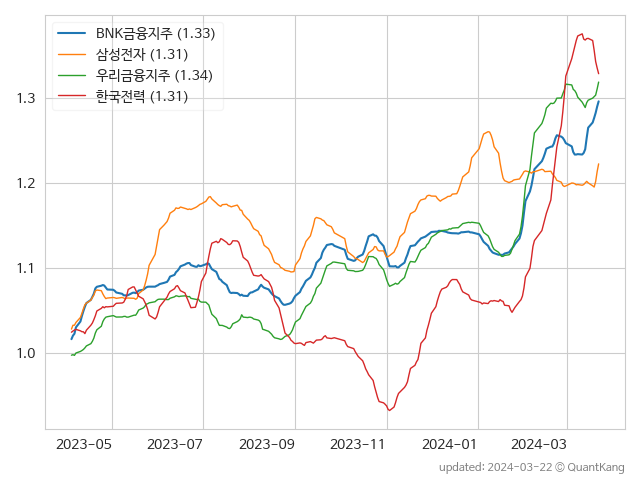 BNK금융지주 (1.33)
삼성전자 (1.31)
우리금융지주 (1.34)
한국전력 (1.31)
1.3
1.2
1.1
1.0
2023-05 2023-07 2023-09 2023-11 2024-01 2024-03
updated: 2024-03-22 © QuantKang